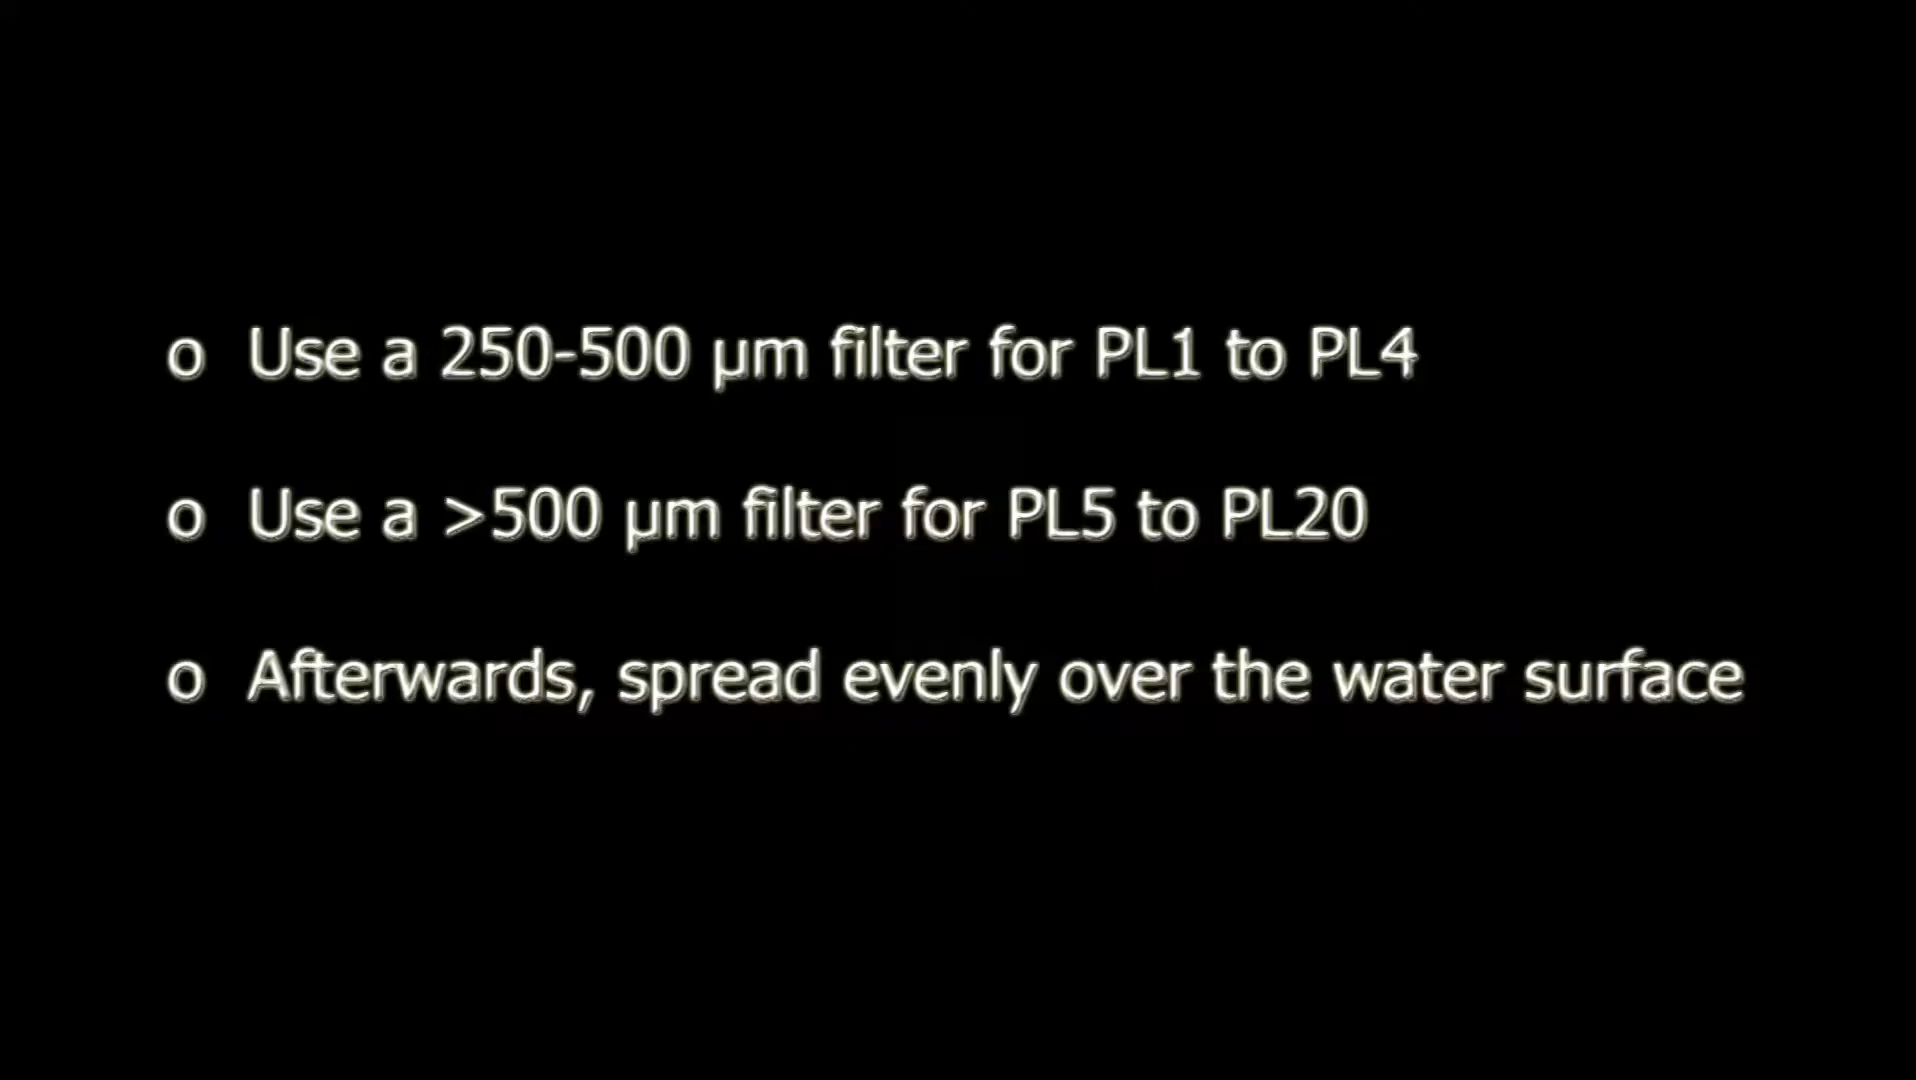 o Use a 250-500 µm filter for PL1 to PL4
o Use a >500 µm filter for PL5 to PL20
o Afterwards, spread evenly over the water surface